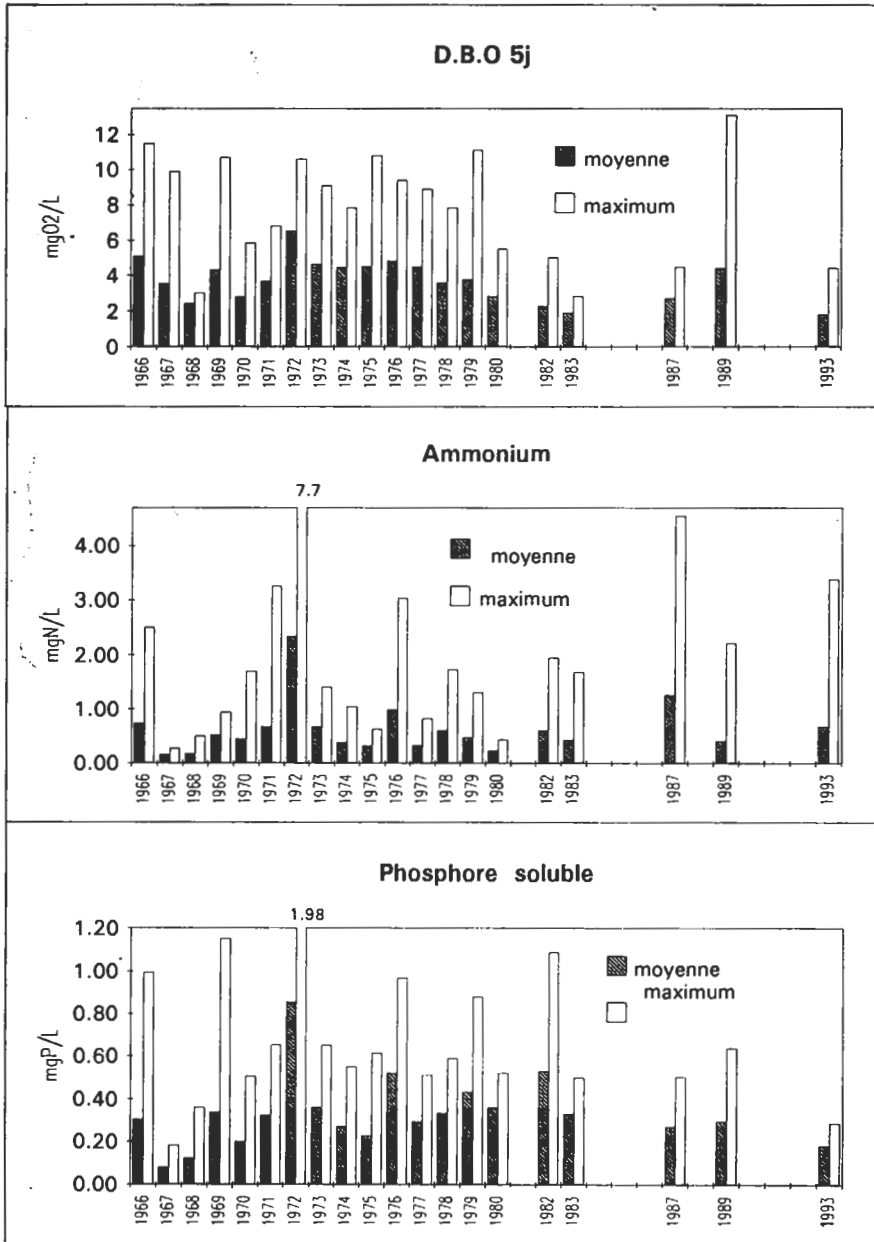 D.B.O 5j
12
10
8
6
4
2
0
mgO2/L
moyenne
maximum
1966 1967 1968 1969 1970 1971 1972 1973 1974 1975 1976 1977 1978 1979 1980 1982 1983 1987 1989 1993
Ammonium
7.7
4.00
3.00
2.00
1.00
0.00
mgN/L
moyenne
maximum
1966 1967 1968 1969 1970 1971 1972 1973 1974 1975 1976 1977 1978 1979 1980 1982 1983 1987 1989 1993
Phosphore soluble
1.98
1.20
1.00
0.80
0.60
0.40
0.20
0.00
mgP/L
moyenne
maximum
1966 1967 1968 1969 1970 1971 1972 1973 1974 1975 1976 1977 1978 1979 1980 1982 1983 1987 1989 1993